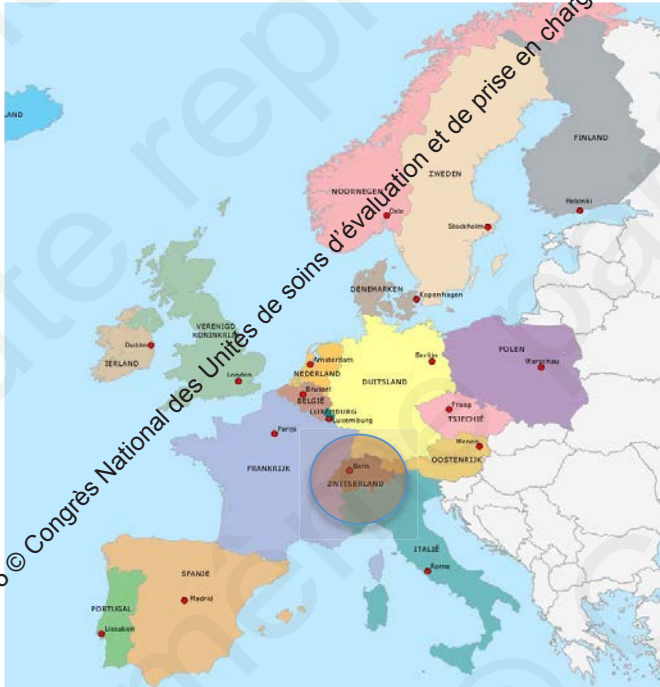 LAND
FINLAND
ZWEDEN
NOORWEGEN
Oslo
Helsinki
Stockholm
DENEMARKEN
Kopenhagen
VERENIGD
KONINKRIJK
Dublin
IERLAND
Londen
Amsterdam
NEDERLAND
Brussel
BELGIË
LUXEMBURG
Luxemburg
Berlijn
DUITSLAND
POLEN
Warschau
Praag
TSJECHIË
Wenen
OOSTENRIJK
Parijs
FRANKRIJK
Bern
ZWITSERLAND
ITALIË
Rome
SPANJE
Madrid
PORTUGAL
Lissabon
© Congrès National des Unités de soins d'évaluation et de prise en charg